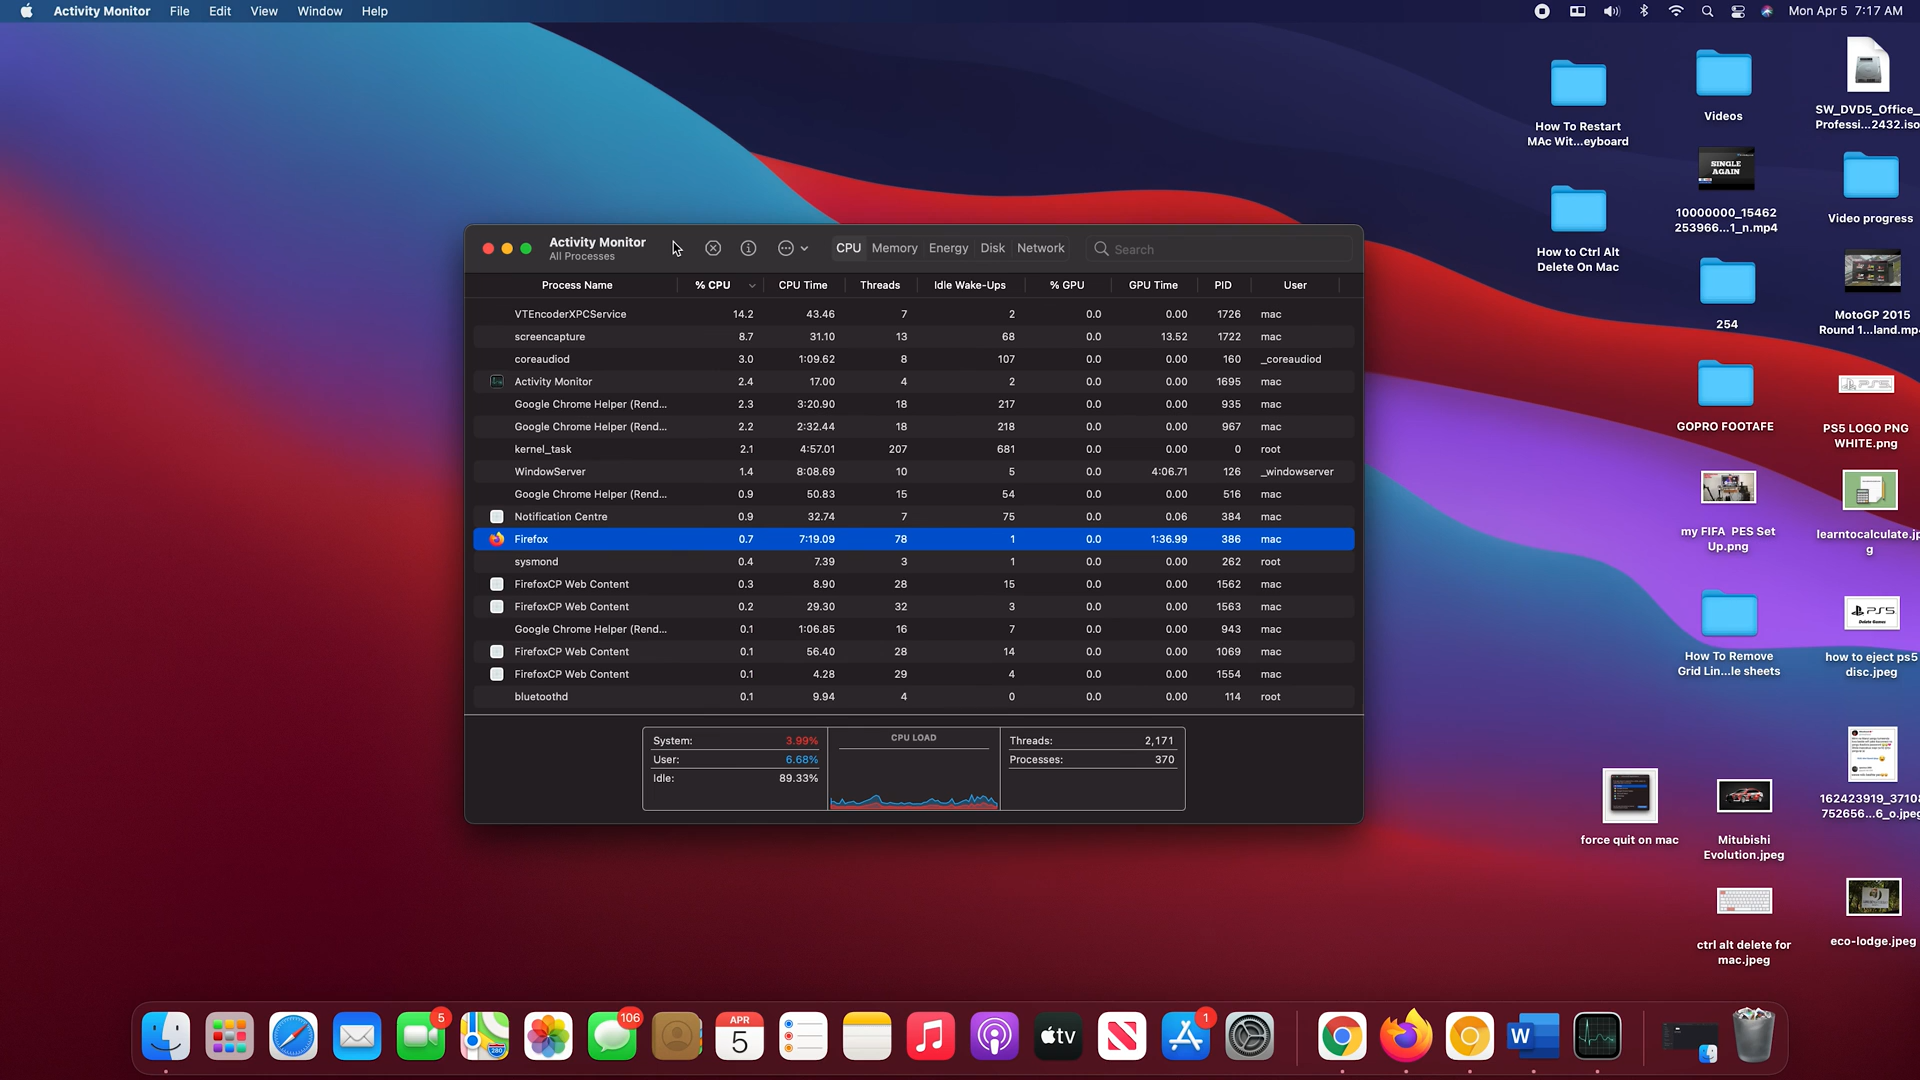 Activity Monitor File Edit View Window Help
Mon Apr 5 7:17 AM
How To Restart
MAc Wit...eyboard
Videos
SW_DVD5_Office_
Professi...2432.iso
SINGLE
AGAIN
10000000_15462
253966...1_n.mp4
Video progress
How to Ctrl Alt
Delete On Mac
254
MotoGP 2015
Round 1...land.mp
GOPRO FOOTAFE
PS5
PS5 LOGO PNG
WHITE.png
my FIFA PES Set
Up.png
learntocalculate.jp
g
How To Remove
Grid Lin...le sheets
PS5
Delete Games
how to eject ps5
disc.jpeg
force quit on mac
Mitubishi
Evolution.jpeg
162423919_3710
752656...6_o.jpe
ctrl alt delete for
mac.jpeg
eco-lodge.jpeg
Activity Monitor
All Processes
CPU Memory Energy Disk Network Search
Process Name % CPU CPU Time Threads Idle Wake-Ups % GPU GPU Time PID User
VTEncoderXPCService 14.2 43.46 7 2 0.0 0.00 1726 mac
screencapture 8.7 31.10 13 68 0.0 13.52 1722 mac
coreaudiod 3.0 1:09.62 8 107 0.0 0.00 160 _coreaudiod
Activity Monitor 2.4 17.00 4 2 0.0 0.00 1695 mac
Google Chrome Helper (Rend... 2.3 3:20.90 18 217 0.0 0.00 935 mac
Google Chrome Helper (Rend... 2.2 2:32.44 18 218 0.0 0.00 967 mac
kernel_task 2.1 4:57.01 207 681 0.0 0.00 0 root
WindowServer 1.4 8:08.69 10 5 0.0 4:06.71 126 _windowserver
Google Chrome Helper (Rend... 0.9 50.83 15 54 0.0 0.00 516 mac
Notification Centre 0.9 32.74 7 75 0.0 0.06 384 mac
Firefox 0.7 7:19.09 78 1 0.0 1:36.99 386 mac
sysmond 0.4 7.39 3 1 0.0 0.00 262 root
FirefoxCP Web Content 0.3 8.90 28 15 0.0 0.00 1562 mac
FirefoxCP Web Content 0.2 29.30 32 3 0.0 0.00 1563 mac
Google Chrome Helper (Rend... 0.1 1:06.85 16 7 0.0 0.00 943 mac
FirefoxCP Web Content 0.1 56.40 28 14 0.0 0.00 1069 mac
FirefoxCP Web Content 0.1 4.28 29 4 0.0 0.00 1554 mac
bluetoothd 0.1 9.94 4 0 0.0 0.00 114 root
System: 3.99%
User: 6.68%
Idle: 89.33%
CPU LOAD
Threads: 2,171
Processes: 370
5
280
106
APR
5
tv
1
W